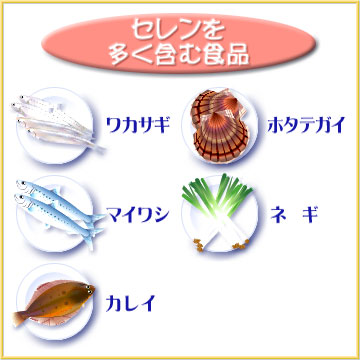 セレンを
多く含む食品
ワカサギ
ホタテガイ
マイワシ
ネギ
カレイ